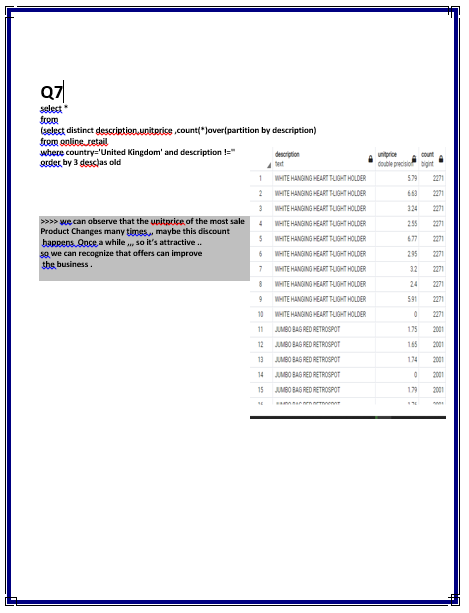 Q7
select *
from
(select distinct description,unitprice ,count(*)over(partition by description)
from online_retail
where country='United Kingdom' and description !=''
order by 3 desc)as old
>>>> we can observe that the unitprice of the most sale
Product Changes many times ,, maybe this discount
happens Once a while ,,, so it's attractive ..
so we can recognize that offers can improve
the business .
description unitprice count
text double precision bigint
1 WHITE HANGING HEART T-LIGHT HOLDER 5.79 2271
2 WHITE HANGING HEART T-LIGHT HOLDER 6.63 2271
3 WHITE HANGING HEART T-LIGHT HOLDER 3.24 2271
4 WHITE HANGING HEART T-LIGHT HOLDER 2.55 2271
5 WHITE HANGING HEART T-LIGHT HOLDER 6.77 2271
6 WHITE HANGING HEART T-LIGHT HOLDER 2.95 2271
7 WHITE HANGING HEART T-LIGHT HOLDER 3.2 2271
8 WHITE HANGING HEART T-LIGHT HOLDER 2.4 2271
9 WHITE HANGING HEART T-LIGHT HOLDER 5.91 2271
10 WHITE HANGING HEART T-LIGHT HOLDER 0 2271
11 JUMBO BAG RED RETROSPOT 1.75 2001
12 JUMBO BAG RED RETROSPOT 1.65 2001
13 JUMBO BAG RED RETROSPOT 1.74 2001
14 JUMBO BAG RED RETROSPOT 0 2001
15 JUMBO BAG RED RETROSPOT 1.79 2001